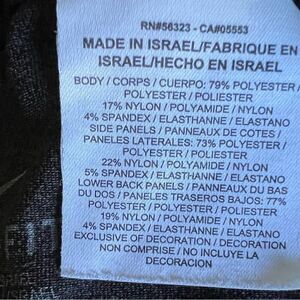 RN#56323 - CA#05553
MADE IN ISRAEL/FABRIQUE EN
ISRAEL/HECHO EN ISRAEL
BODY / CORPS / CUERPO: 79% POLYESTER /
POLYESTER / POLIESTER
17% NYLON / POLYAMIDE / NYLON
4% SPANDEX / ELASTHANNE / ELASTANO
SIDE PANELS / PANNEAUX DE COTES /
PANELES LATERALES: 73% POLYESTER /
POLYESTER / POLIESTER
22% NYLON / POLYAMIDE / NYLON
5% SPANDEX / ELASTHANNE / ELASTANO
LOWER BACK PANELS / PANNEAUX DU BAS
DU DOS / PANELES TRASEROS BAJOS: 77%
POLYESTER / POLYESTER / POLIESTER
19% NYLON / POLYAMIDE / NYLON
4% SPANDEX / ELASTHANNE / ELASTANO
EXCLUSIVE OF DECORATION / DECORATION
NON COMPRISE / NO INCLUYE LA
DECORACION